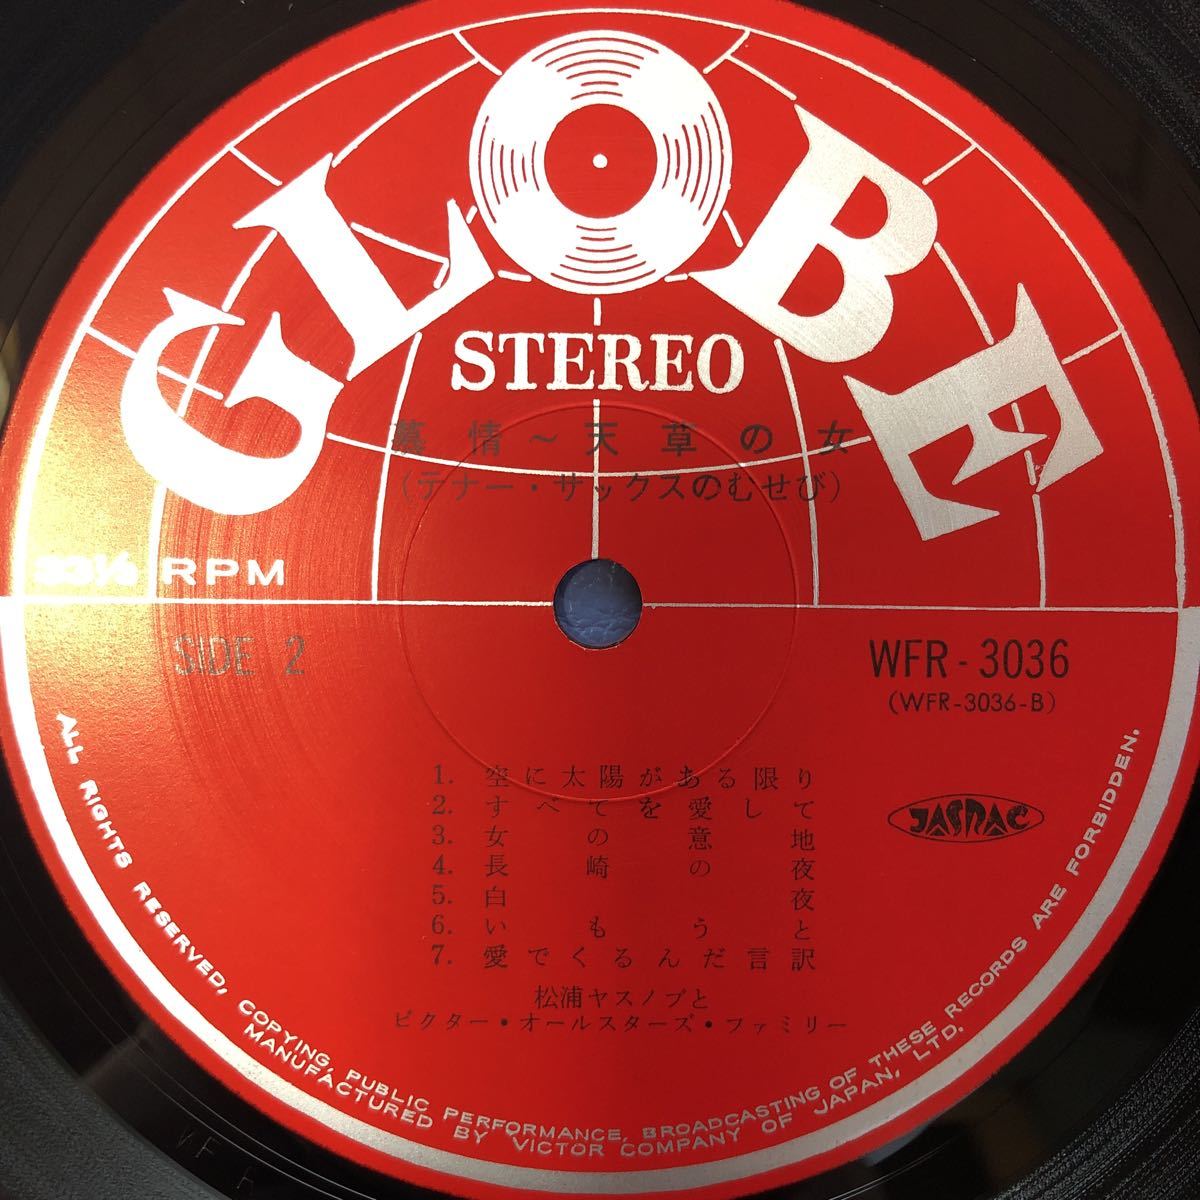 GLOBE
STEREO
慕情～天草の女
（テナー・サックスのむせび）
33⅓ RPM
SIDE 2
WFR-3036
(WFR-3036-B)
1. 空に太陽がある限り
2. すべてを愛して
3. 女の意地
4. 長崎の夜
5. 白夜
6. いもうと
7. 愛でくるんだ言訳
JASRAC
松浦ヤスノブと
ビクター・オールスターズ・ファミリー
ALL RIGHTS RESERVED, COPYING, PUBLIC PERFORMANCE, BROADCASTING OF THESE RECORDS ARE FORBIDDEN.
MANUFACTURED BY VICTOR COMPANY OF JAPAN, LTD.